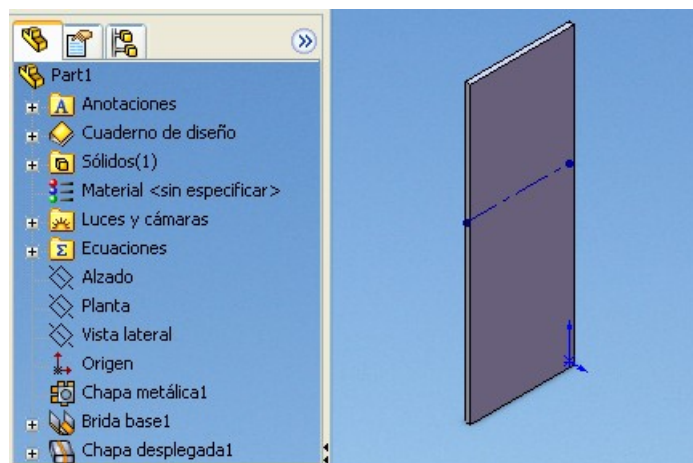 Part1
Anotaciones
Cuaderno de diseño
Sólidos(1)
Material <sin especificar>
Luces y cámaras
Ecuaciones
Alzado
Planta
Vista lateral
Origen
Chapa metálica1
Brida base1
Chapa desplegada1